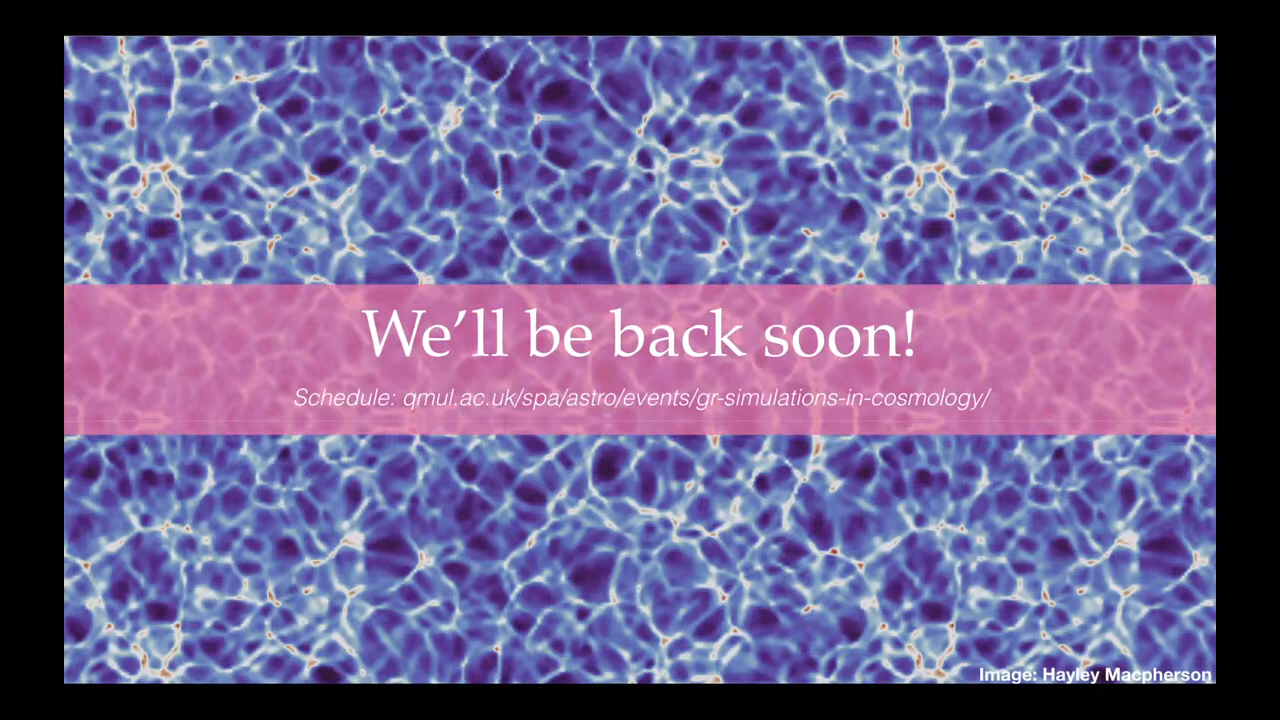 We’ll be back soon!
Schedule: qmul.ac.uk/spa/astro/events/gr-simulations-in-cosmology/
Image: Hayley Macpherson